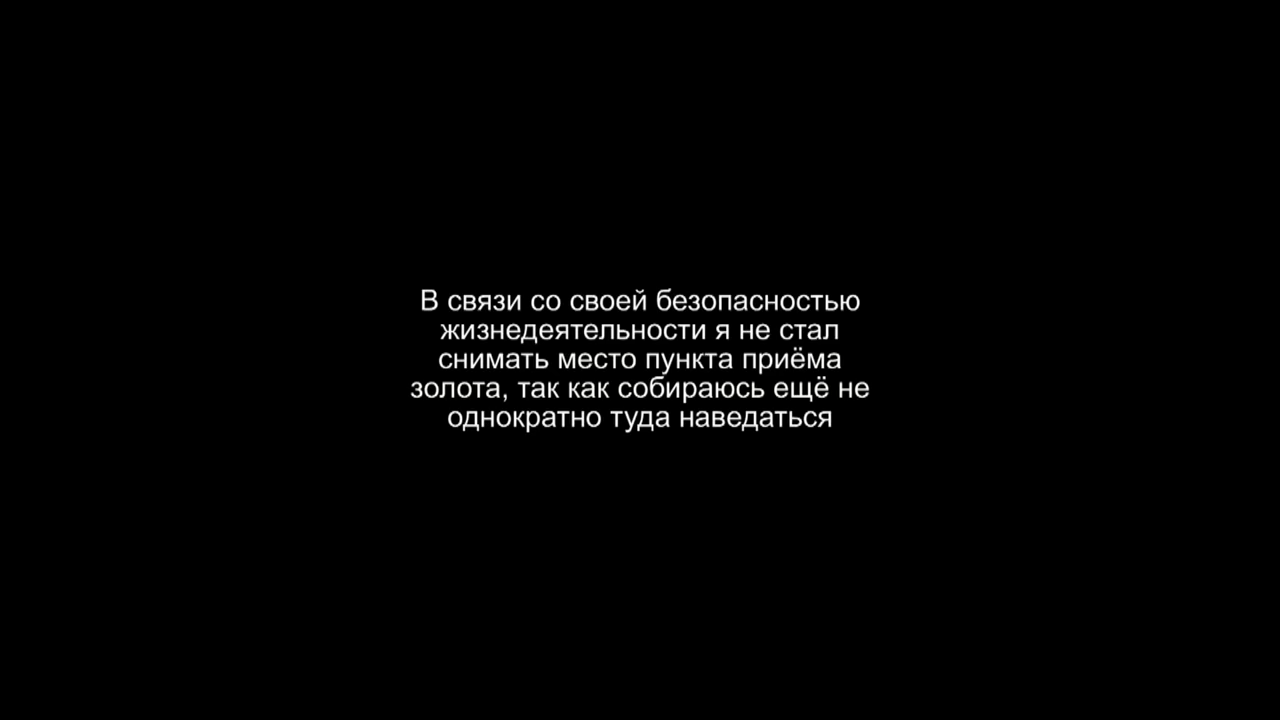 В связи со своей безопасностью
жизнедеятельности я не стал
снимать место пункта приёма
золота, так как собираюсь ещё не
однократно туда наведаться